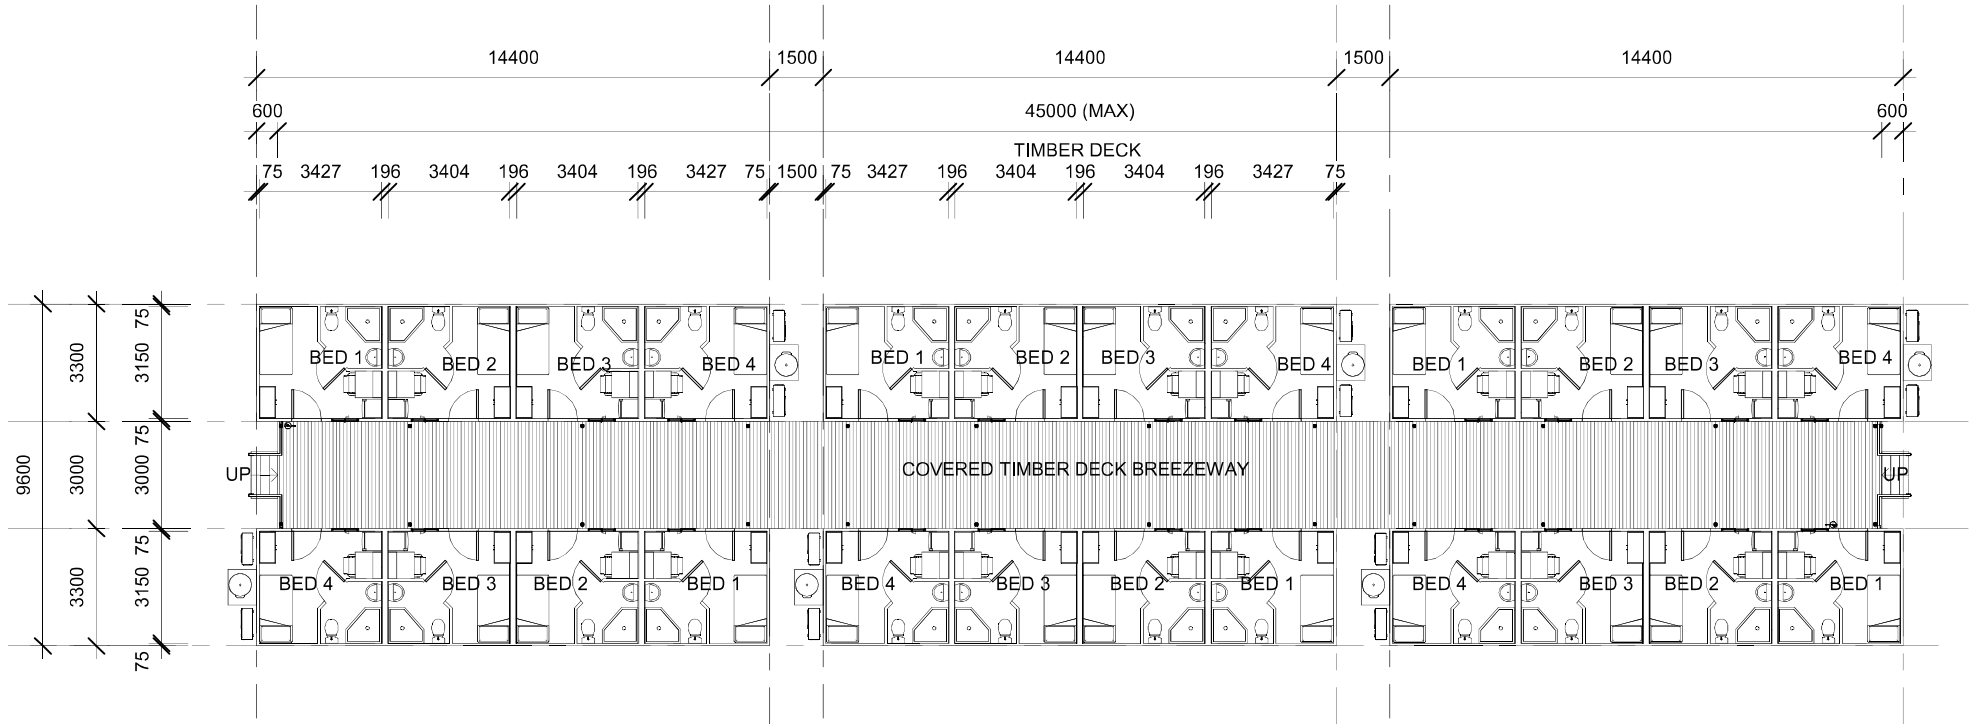 14400 1500 14400 1500 14400
600 45000 (MAX) 600
TIMBER DECK
75 3427 196 3404 196 3404 196 3427 75 1500 75 3427 196 3404 196 3404 196 3427 75
75
3300 3150
BED 1 BED 2 BED 3 BED 4 BED 1 BED 2 BED 3 BED 4 BED 1 BED 2 BED 3 BED 4
75
9600 3000 3000 UP COVERED TIMBER DECK BREEZEWAY UP
75
3300 3150
BED 4 BED 3 BED 2 BED 1 BED 4 BED 3 BED 2 BED 1 BED 4 BED 3 BED 2 BED 1
75